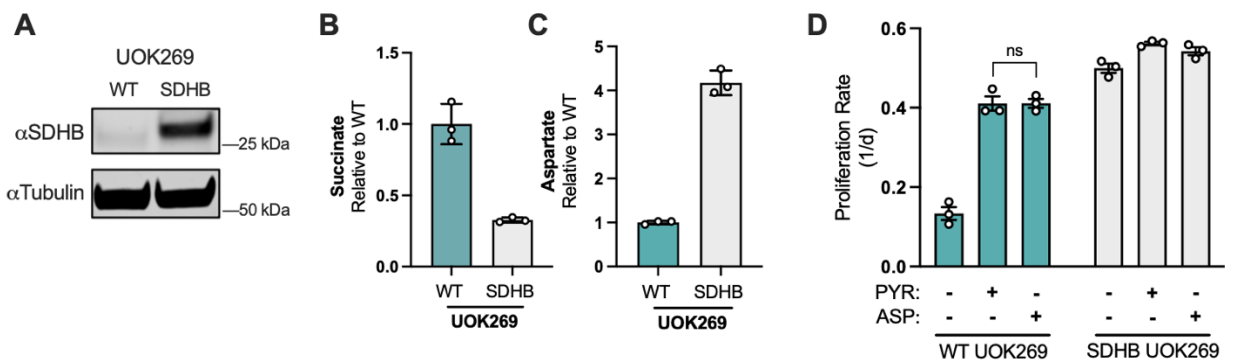 A
UOK269
WT SDHB
αSDHB
—25 kDa
αTubulin
—50 kDa
B
Succinate
Relative to WT
1.5
1.0
0.5
0.0
WT SDHB
UOK269
C
Aspartate
Relative to WT
5
4
3
2
1
0
WT SDHB
UOK269
D
Proliferation Rate
(1/d)
0.6
0.4
0.2
0.0
ns
PYR: - + - - + -
ASP: - - + - - +
WT UOK269 SDHB UOK269